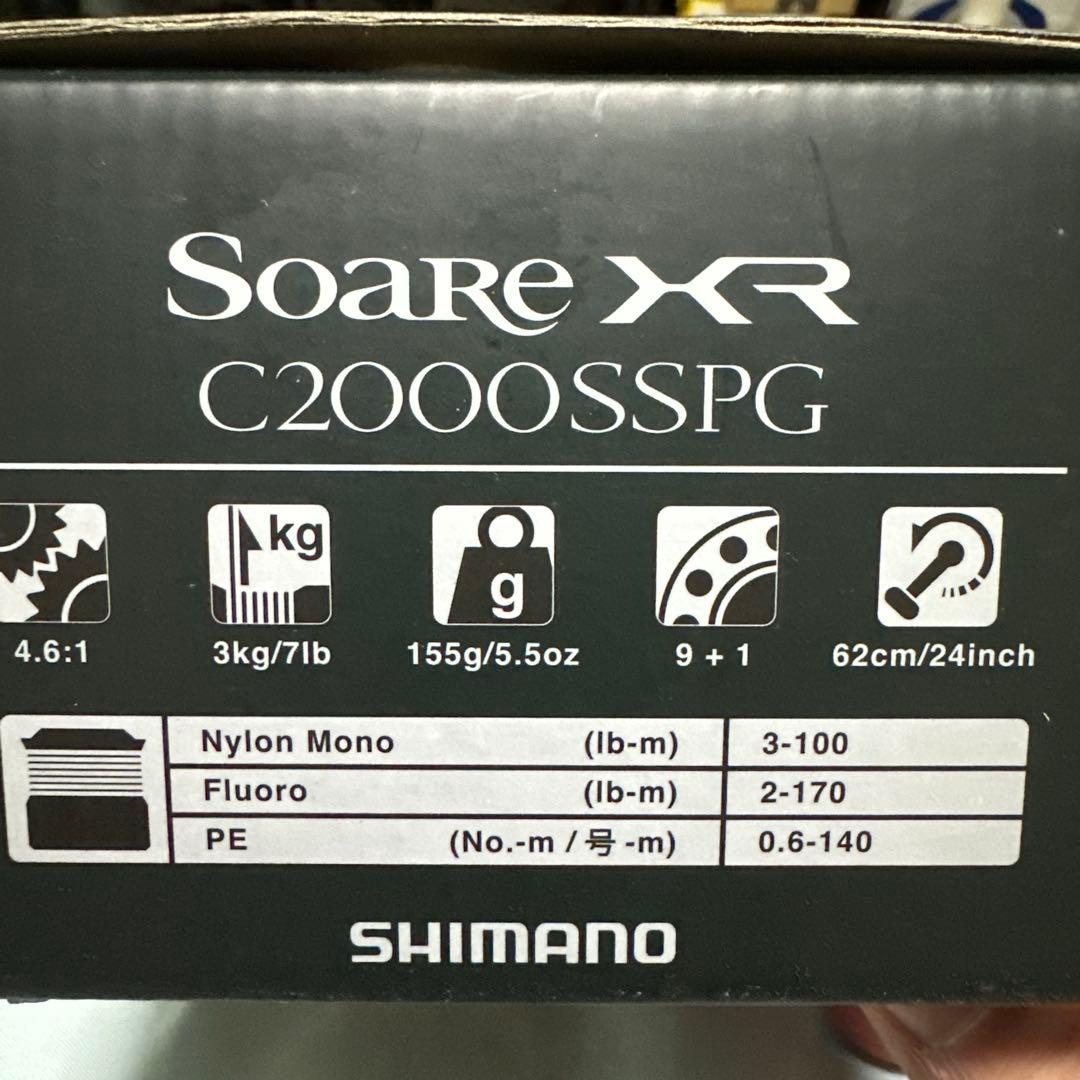 Soare XR
C2000SSPG
kg
g
4.6:1 3kg/7lb 155g/5.5oz 9 + 1 62cm/24inch
Nylon Mono (lb-m) 3-100
Fluoro (lb-m) 2-170
PE (No.-m / 号 -m) 0.6-140
SHIMANO